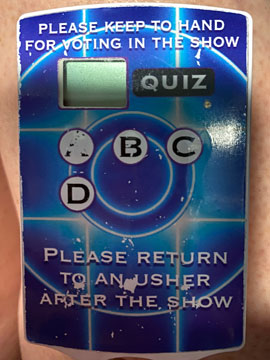 PLEASE KEEP TO HAND
FOR VOTING IN THE SHOW
QUIZ
A B C
D
PLEASE RETURN
TO AN USHER
AFTER THE SHOW